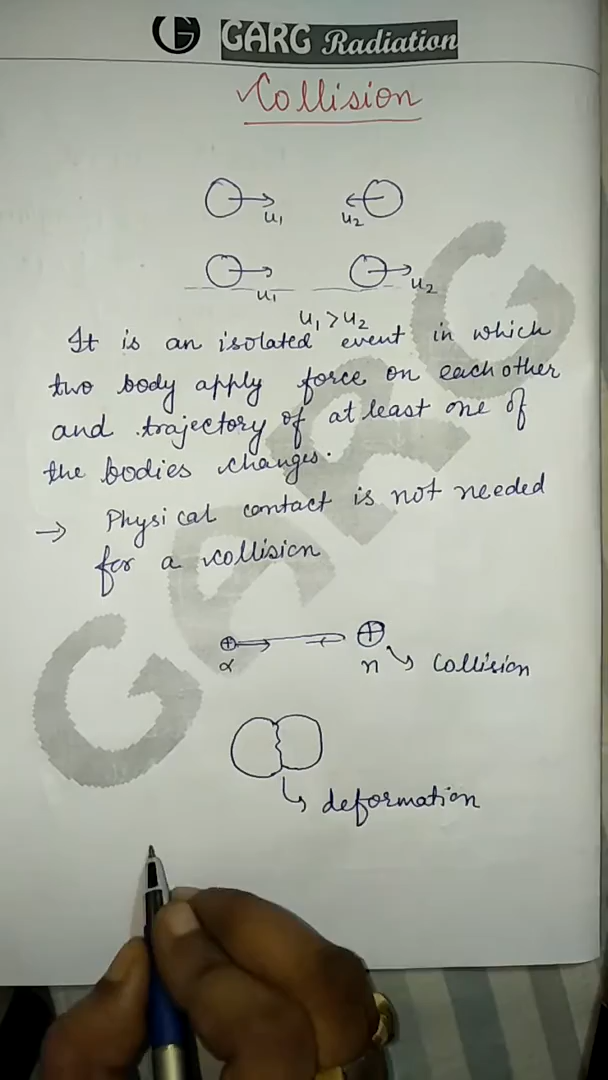 G GARG Radiation
Collision
u₁ u₂
u₁ u₂
u₁ > u₂
It is an isolated event in which
two body apply force on each other
and trajectory of at least one of
the bodies changes.
→ Physical contact is not needed
for a collision
⊕ ⊕
α n ↳ Collision
↳ deformation
GARG